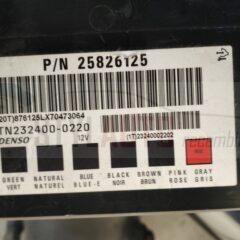 P/N 25826125
(20T)876125LX70473064
TN232400-0220
DENSO 12V (1T)23240002202
GREEN NATURAL BLUE BLACK BROWN PINK GRAY
VERT NATUREL BLUE-E NOIR BRUN ROSE GRIS